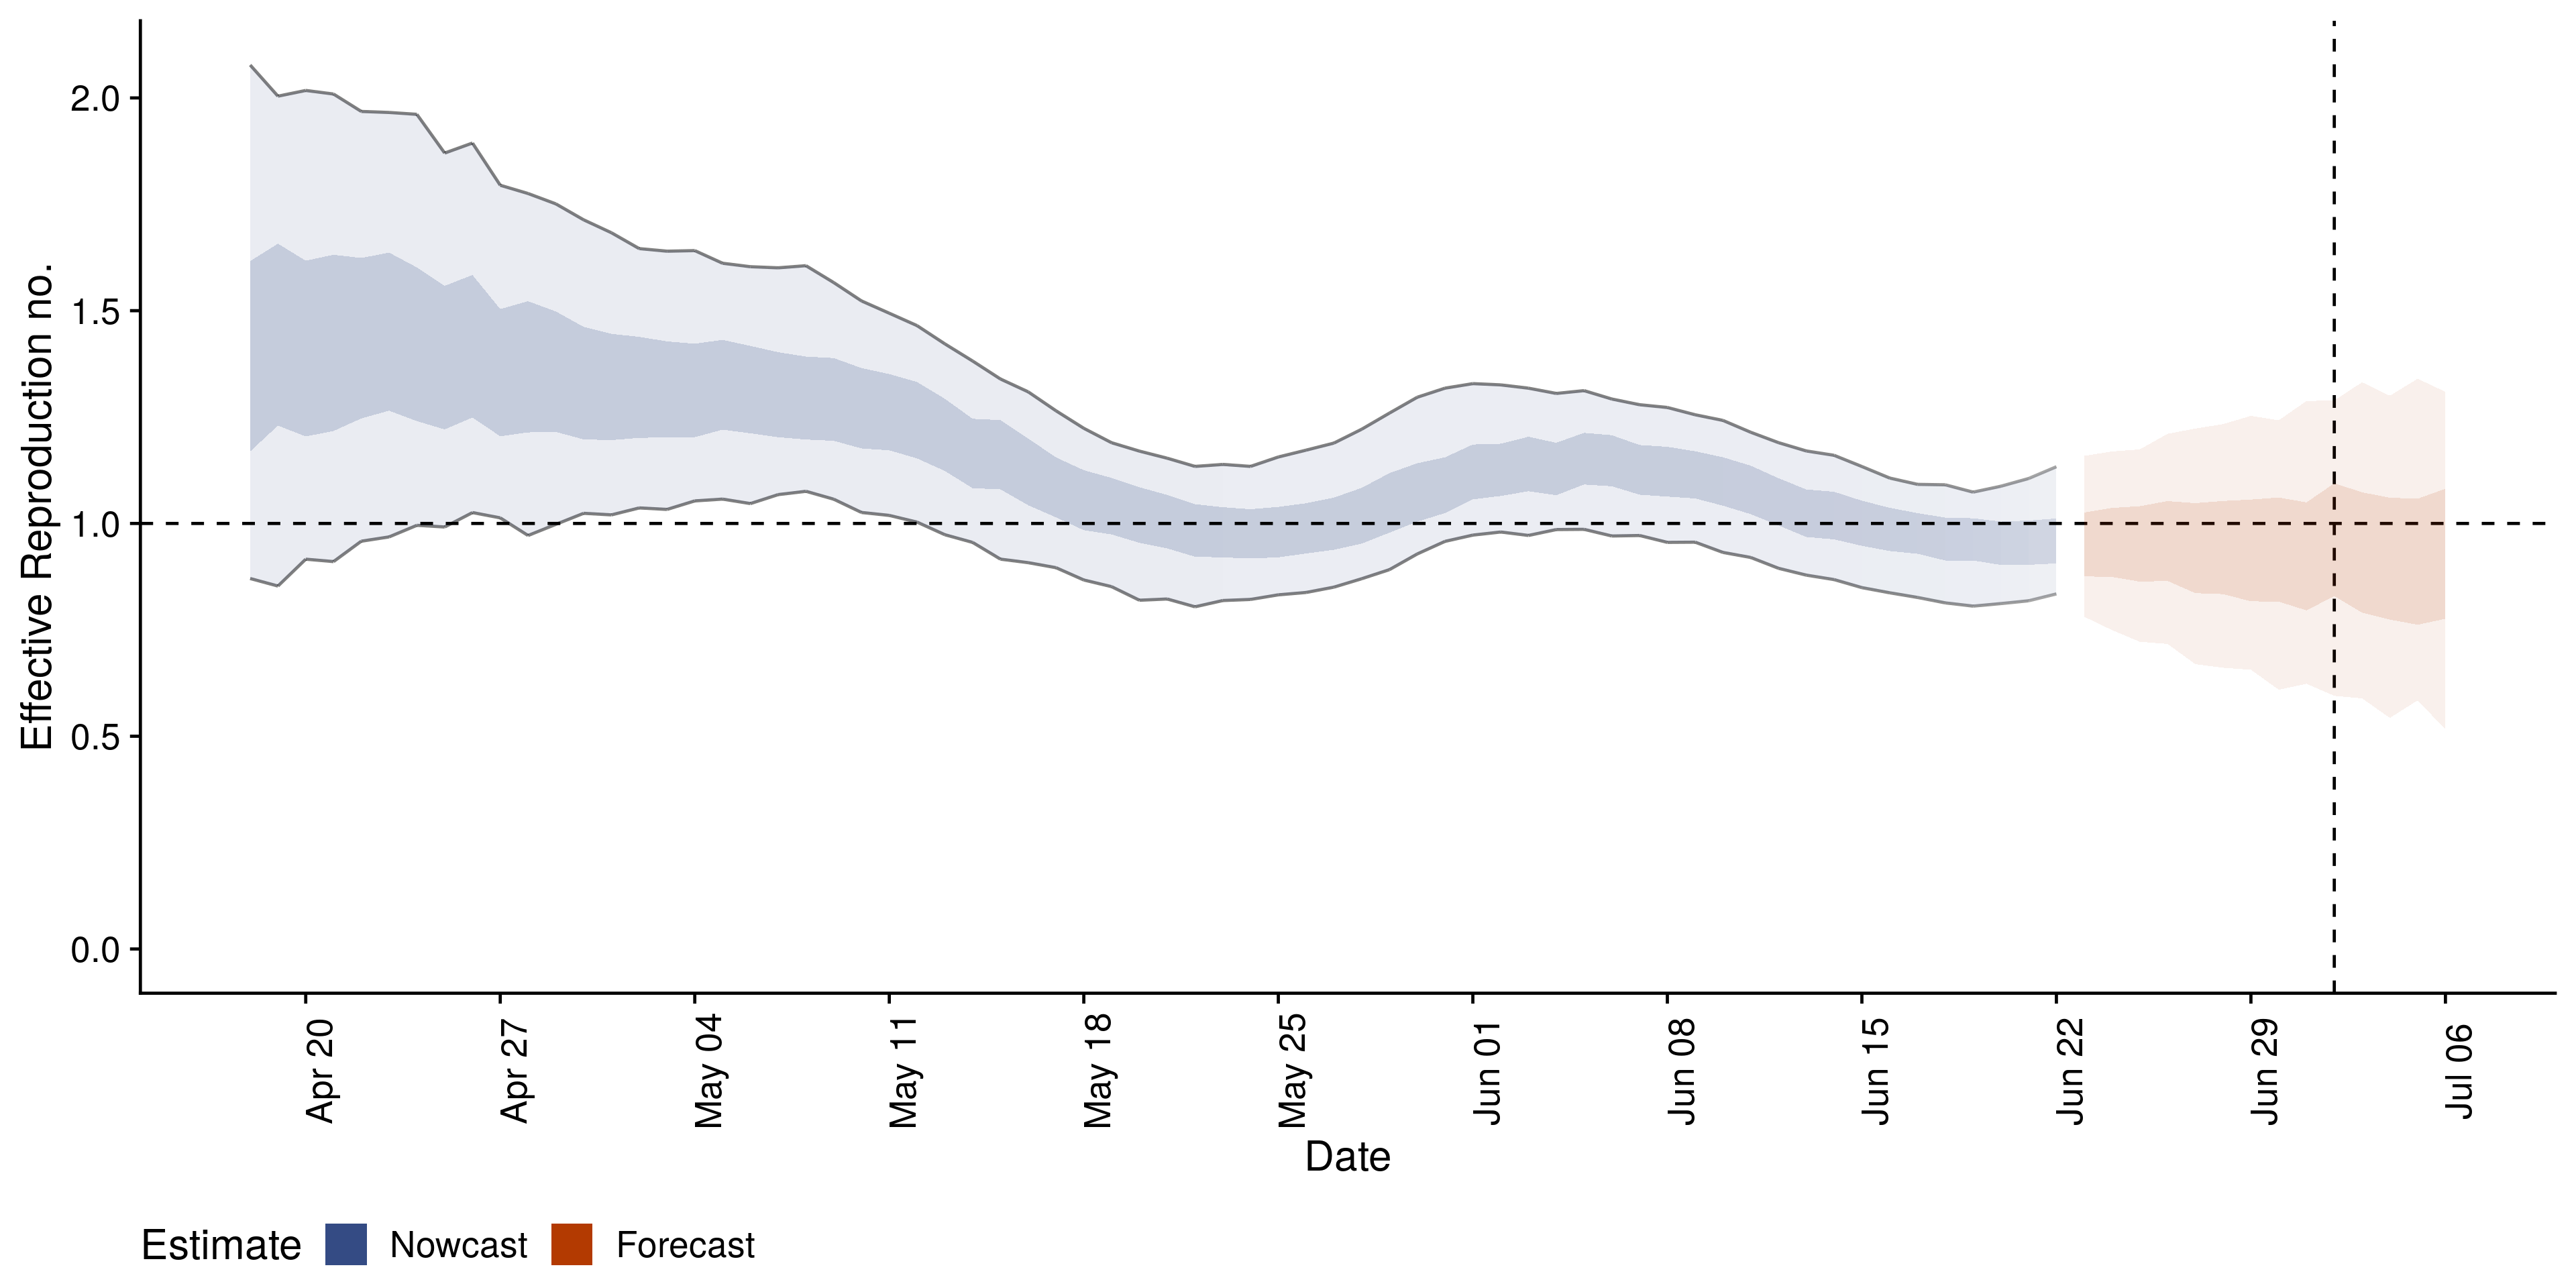 Effective Reproduction no.
2.0
1.5
1.0
0.5
0.0
Apr 20
Apr 27
May 04
May 11
May 18
May 25
Jun 01
Jun 08
Jun 15
Jun 22
Jun 29
Jul 06
Date
Estimate Nowcast Forecast